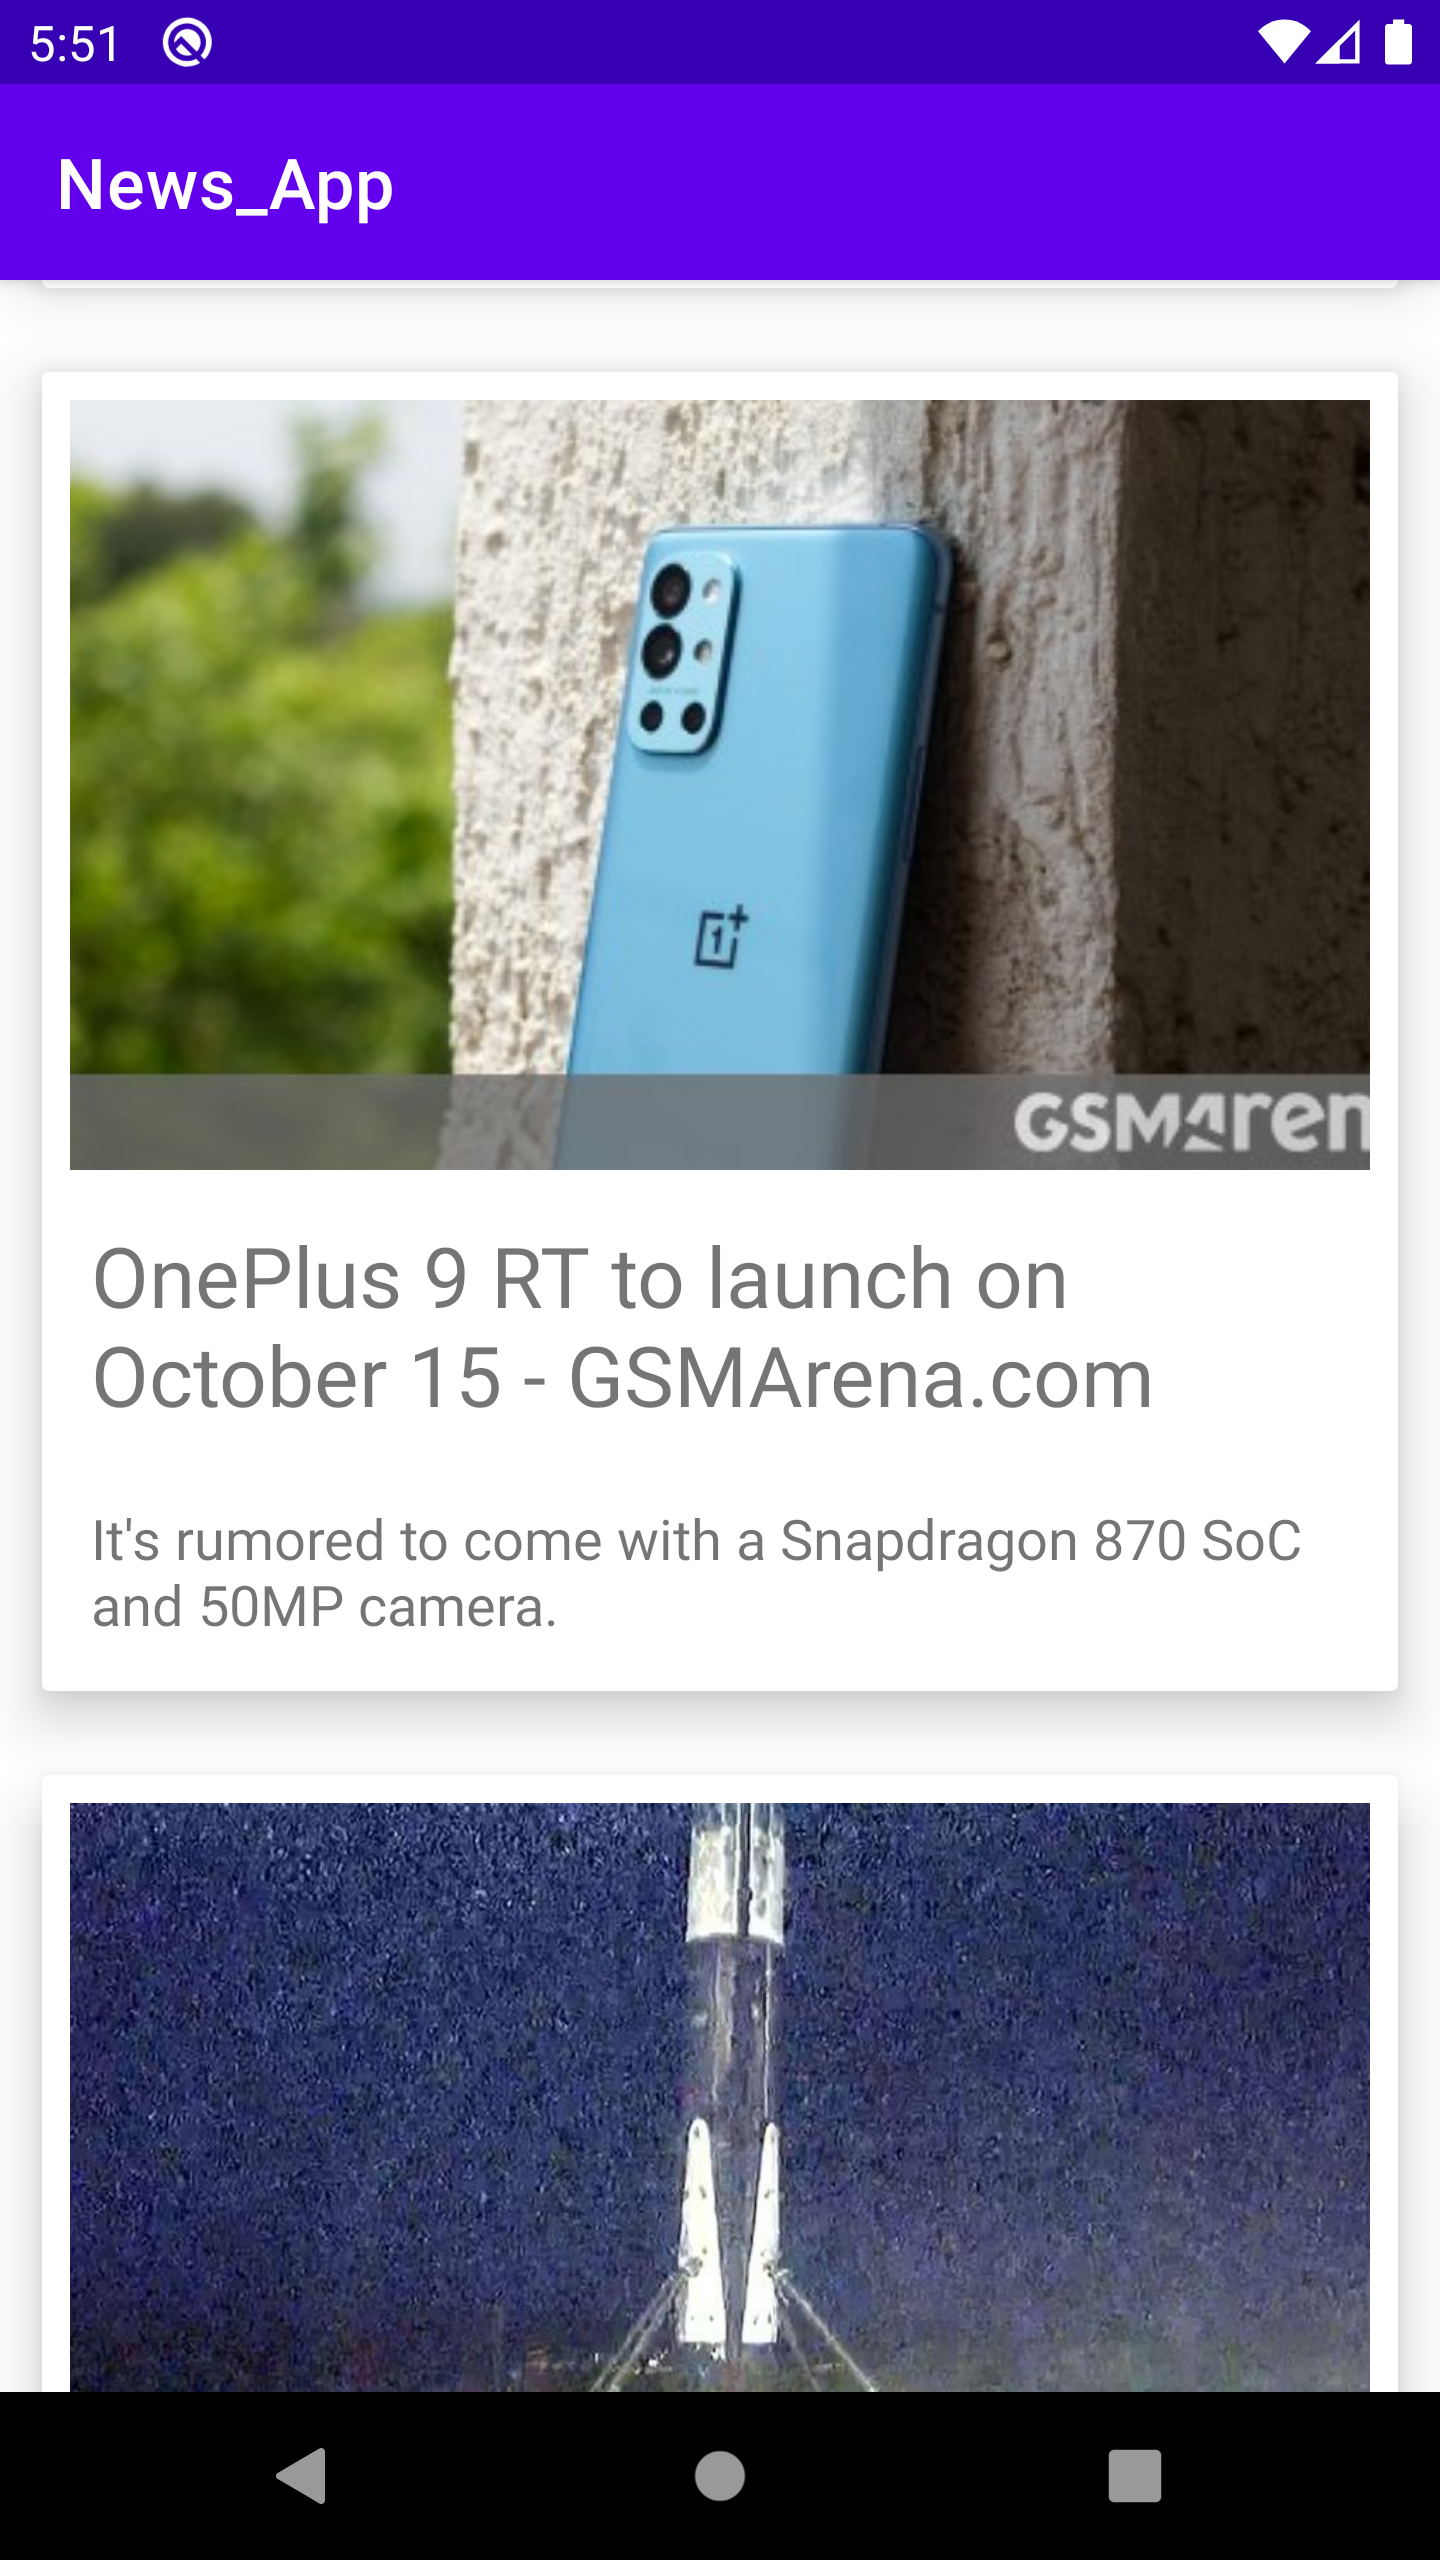 5:51
News_App
GSMAren
OnePlus 9 RT to launch on
October 15 - GSMArena.com
It's rumored to come with a Snapdragon 870 SoC
and 50MP camera.